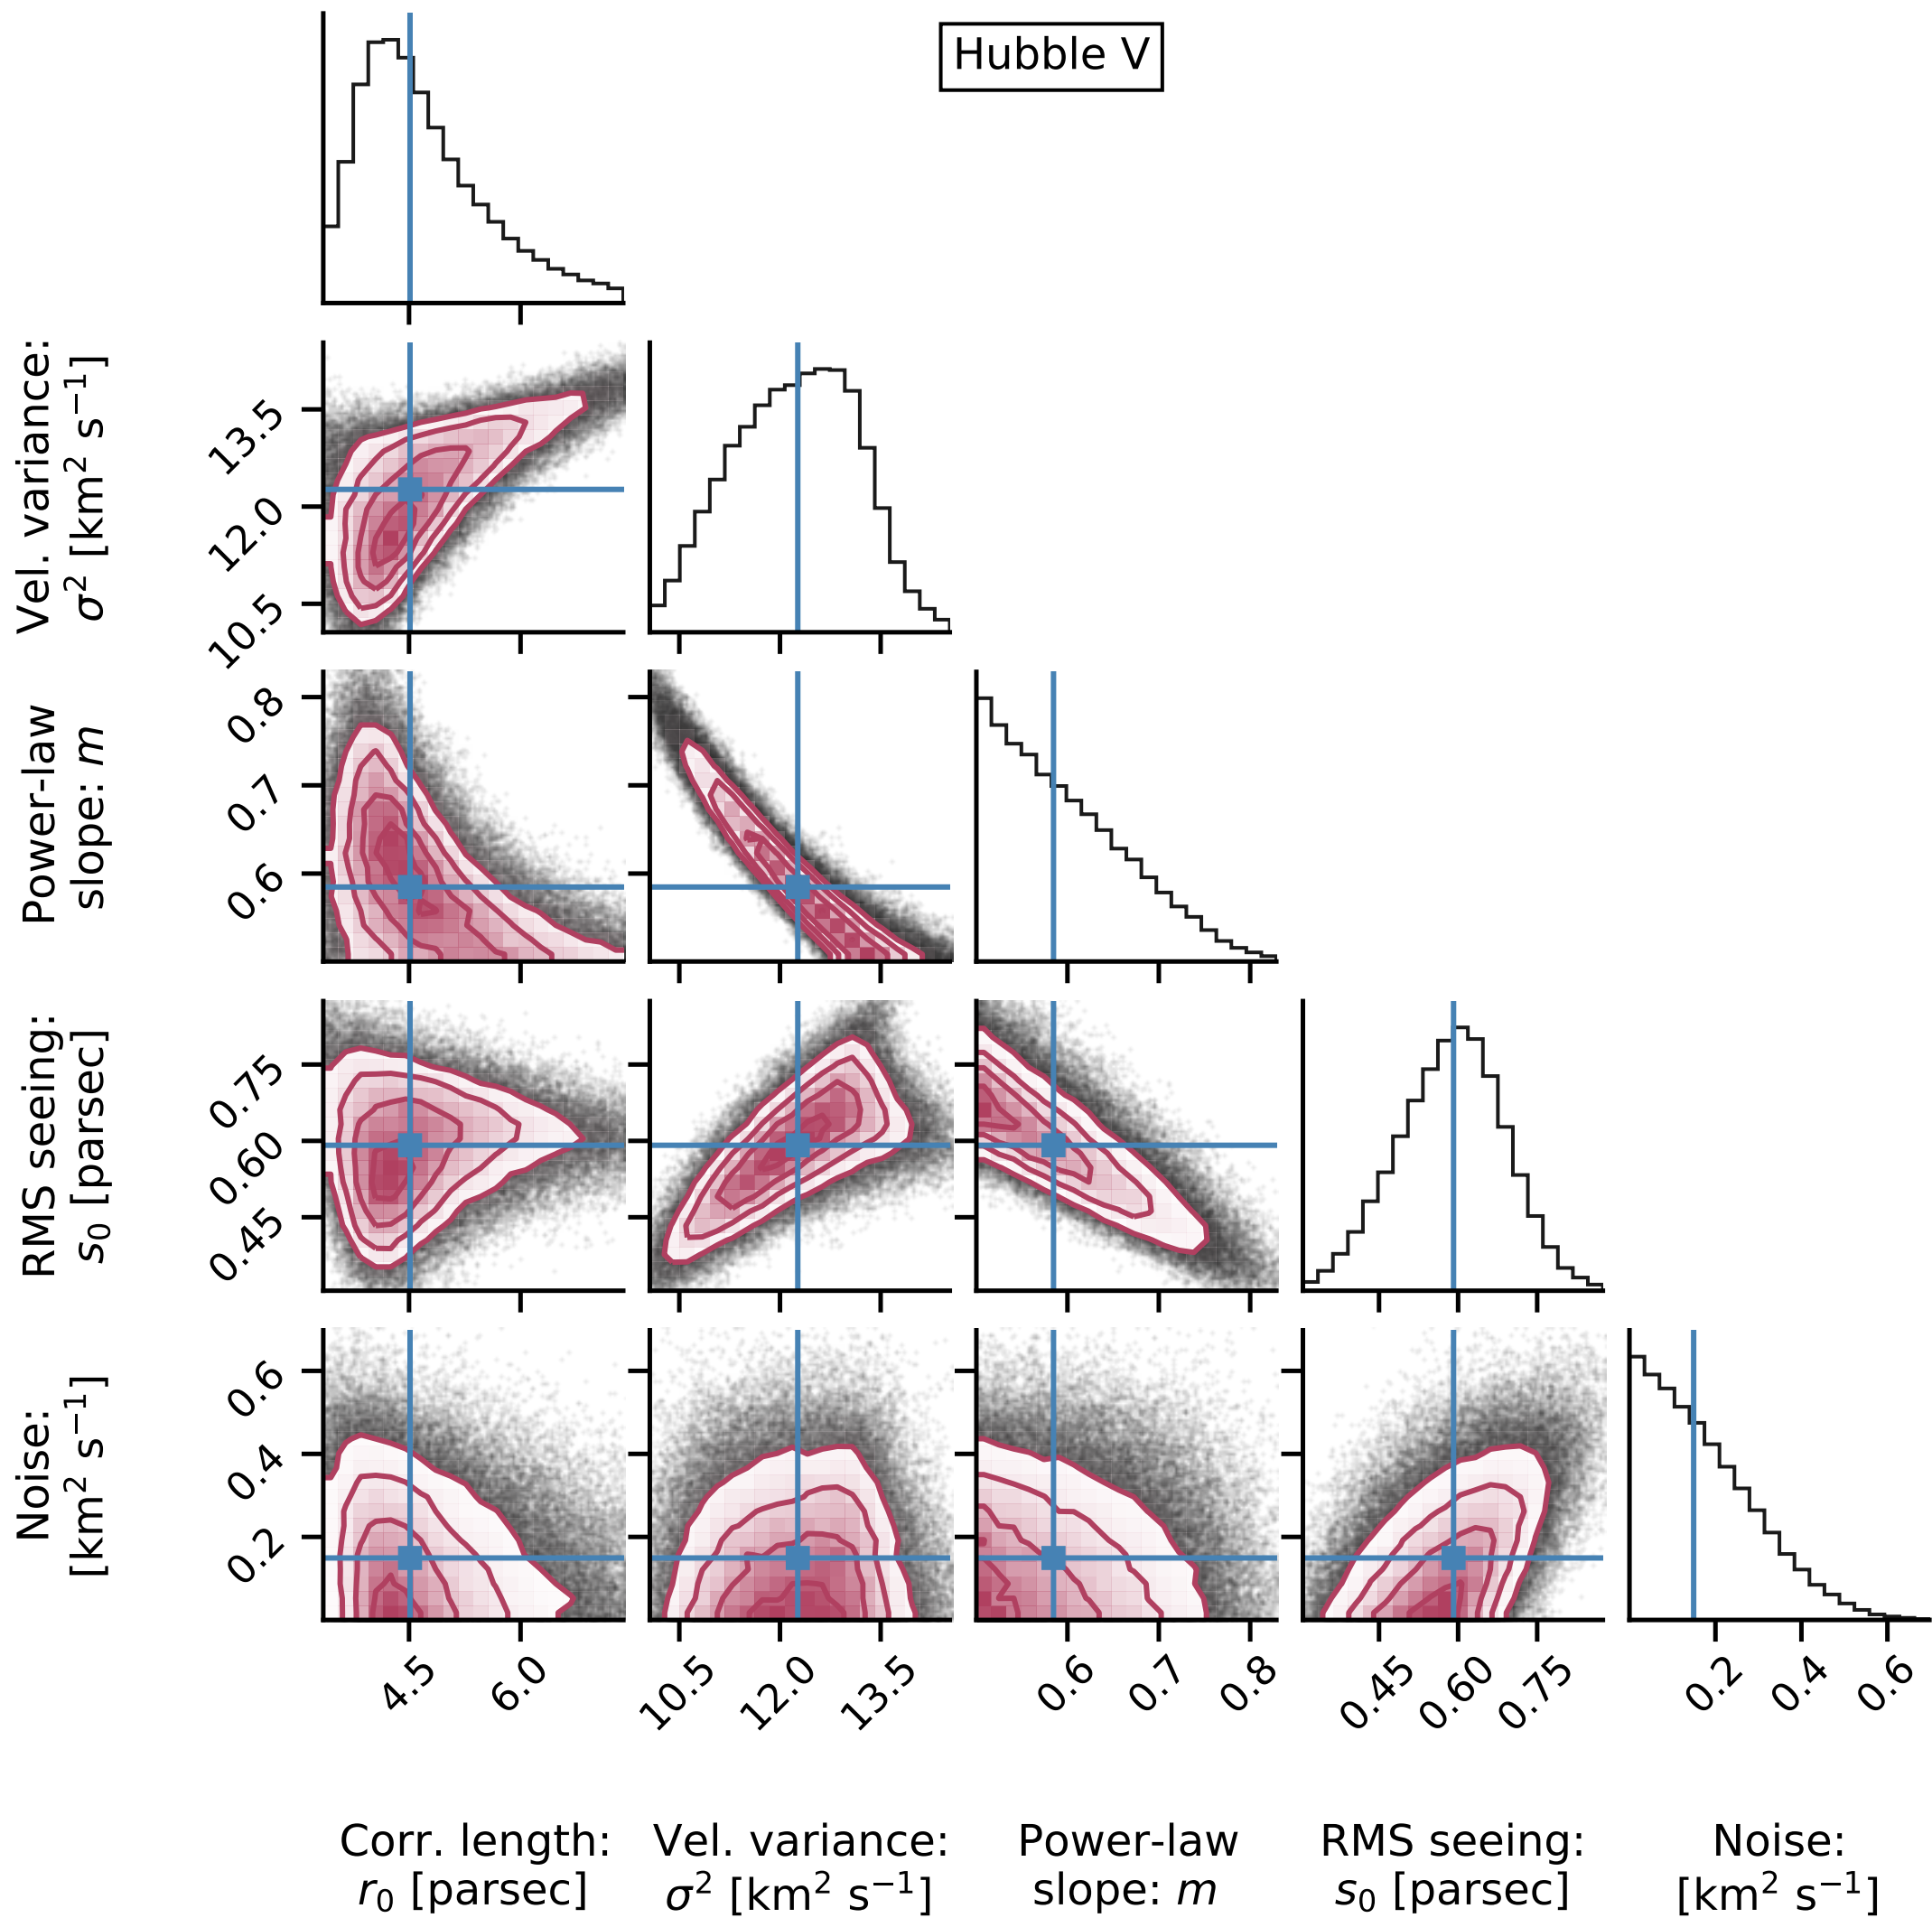 Hubble V
Vel. variance:
σ² [km² s⁻¹]
13.5
12.0
10.5
Power-law
slope: m
0.8
0.7
0.6
RMS seeing:
s₀ [parsec]
0.75
0.60
0.45
Noise:
[km² s⁻¹]
0.6
0.4
0.2
4.5 6.0 10.5 12.0 13.5 0.6 0.7 0.8 0.45 0.60 0.75 0.2 0.4 0.6
Corr. length:
r₀ [parsec]
Vel. variance:
σ² [km² s⁻¹]
Power-law
slope: m
RMS seeing:
s₀ [parsec]
Noise:
[km² s⁻¹]